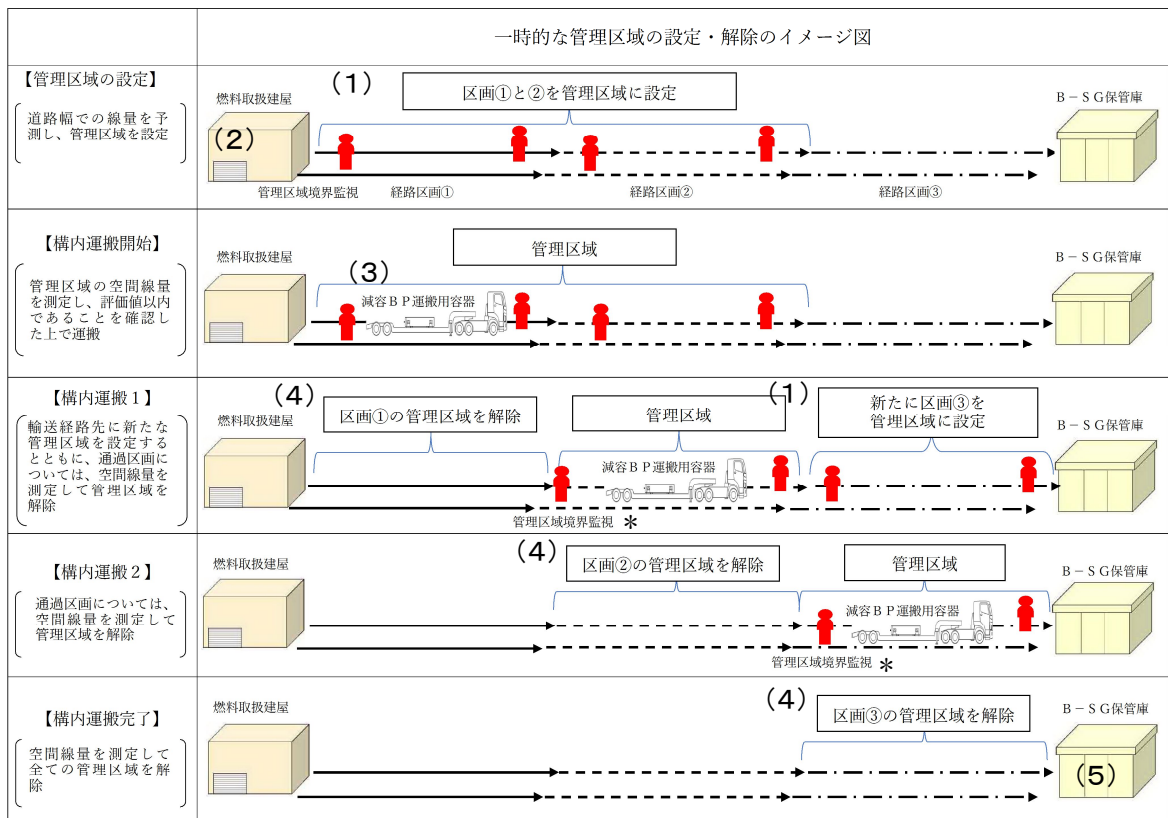 一時的な管理区域の設定・解除のイメージ図
【管理区域の設定】
道路幅での線量を予
測し、管理区域を設定
(1)
区画①と②を管理区域に設定
燃料取扱建屋
B－SG保管庫
(2)
管理区域境界監視
経路区画①
経路区画②
経路区画③
【構内運搬開始】
管理区域の空間線量
を測定し、評価値以内
であることを確認し
た上で運搬
管理区域
燃料取扱建屋
B－SG保管庫
(3)
減容BP運搬用容器
【構内運搬1】
輸送経路先に新たな
管理区域を設定する
とともに、通過区画に
ついては、空間線量を
測定して管理区域を
解除
(4)
(1)
燃料取扱建屋
区画①の管理区域を解除
管理区域
新たに区画③を
管理区域に設定
B－SG保管庫
減容BP運搬用容器
管理区域境界監視 *
【構内運搬2】
通過区画については、
空間線量を測定して
管理区域を解除
(4)
燃料取扱建屋
区画②の管理区域を解除
管理区域
B－SG保管庫
減容BP運搬用容器
管理区域境界監視 *
【構内運搬完了】
空間線量を測定して
全ての管理区域を解
除
(4)
燃料取扱建屋
区画③の管理区域を解除
B－SG保管庫
(5)